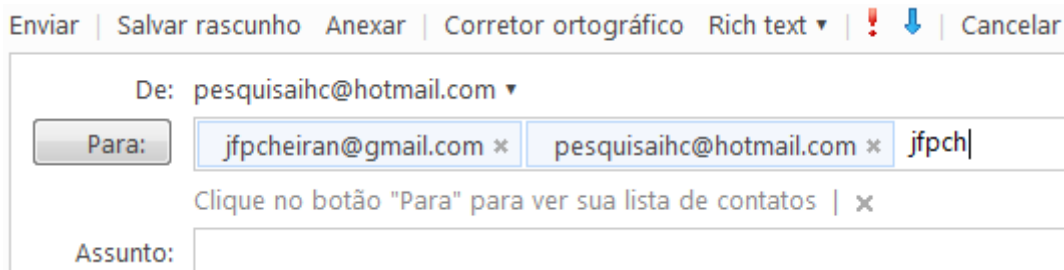 Enviar | Salvar rascunho Anexar | Corretor ortográfico Rich text ▾ | Cancelar
De: pesquisaihc@hotmail.com ▾
Para: jfpcheiran@gmail.com × pesquisaihc@hotmail.com × jfpch
Clique no botão "Para" para ver sua lista de contatos | ×
Assunto: